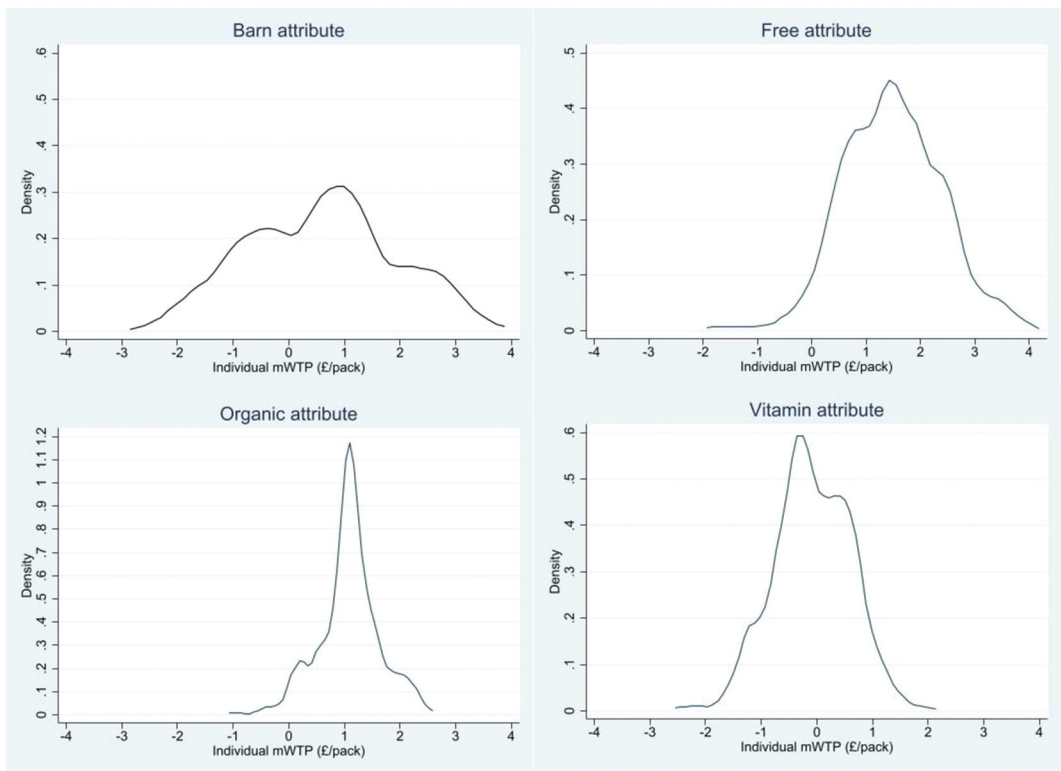 Barn attribute
.6
.5
.4
.3
.2
.1
0
Density
-4 -3 -2 -1 0 1 2 3 4
Individual mWTP (£/pack)
Free attribute
.5
.4
.3
.2
.1
0
Density
-4 -3 -2 -1 0 1 2 3 4
Individual mWTP (£/pack)
Organic attribute
1.2
1.1
1
.9
.8
.7
.6
.5
.4
.3
.2
.1
0
Density
-4 -3 -2 -1 0 1 2 3 4
Individual mWTP (£/pack)
Vitamin attribute
.6
.5
.4
.3
.2
.1
0
Density
-4 -3 -2 -1 0 1 2 3 4
Individual mWTP (£/pack)